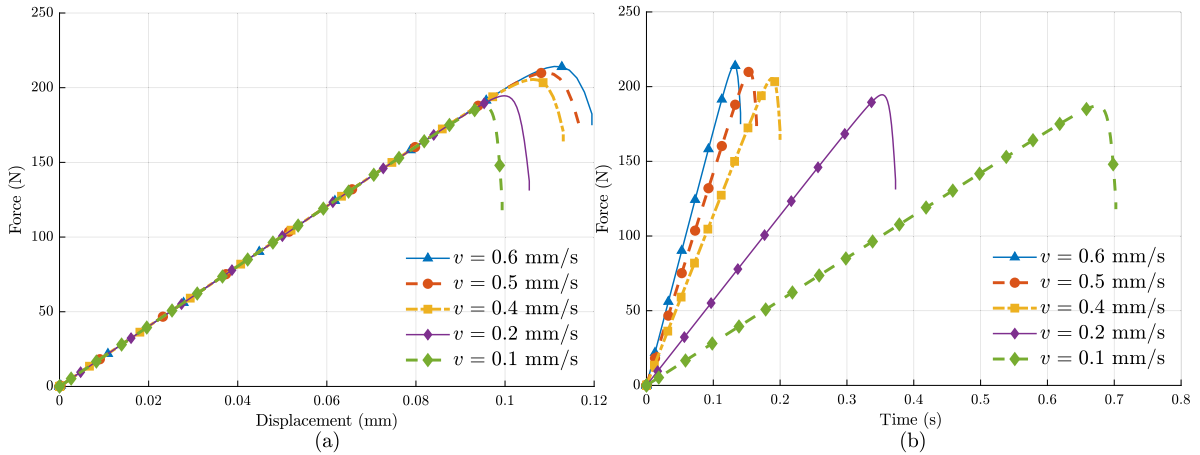 250
200
150
100
50
0
Force (N)
v = 0.6 mm/s
v = 0.5 mm/s
v = 0.4 mm/s
v = 0.2 mm/s
v = 0.1 mm/s
0
0.02
0.04
0.06
0.08
0.1
0.12
Displacement (mm)
(a)
250
200
150
100
50
0
Force (N)
v = 0.6 mm/s
v = 0.5 mm/s
v = 0.4 mm/s
v = 0.2 mm/s
v = 0.1 mm/s
0
0.1
0.2
0.3
0.4
0.5
0.6
0.7
0.8
Time (s)
(b)